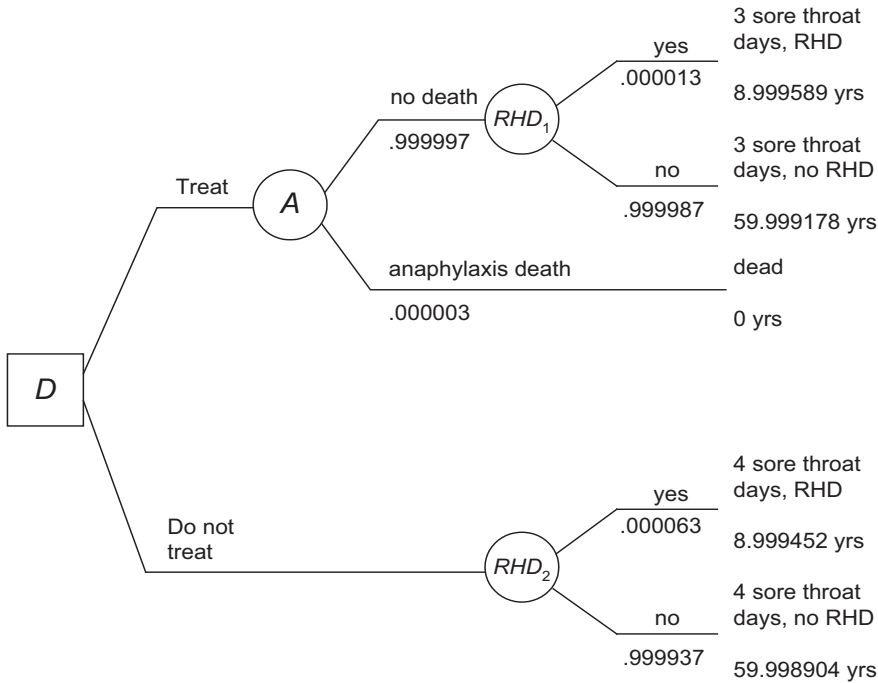 3 sore throat
days, RHD
yes
.000013
8.999589 yrs
no death
RHD1
.999997
3 sore throat
days, no RHD
no
.999987
59.999178 yrs
Treat
A
anaphylaxis death
dead
.000003
0 yrs
D
4 sore throat
days, RHD
yes
.000063
8.999452 yrs
Do not
treat
RHD2
4 sore throat
days, no RHD
no
.999937
59.998904 yrs